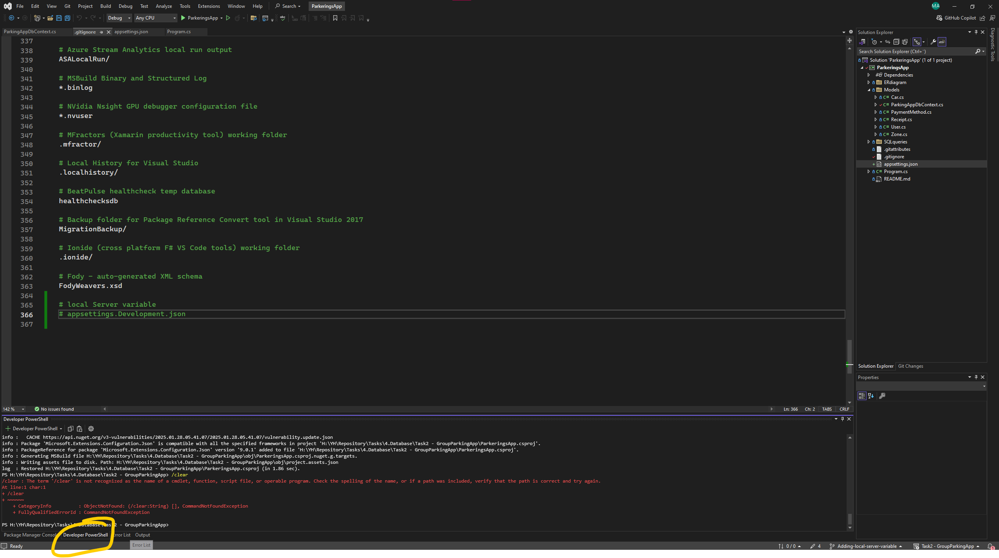 File Edit View Git Project Build Debug Test Analyze Tools Extensions Window Help Search ParkeringsApp MA
Debug Any CPU ParkeringsApp GitHub Copilot
ParkingAppDbContext.cs .gitignore appsettings.json Program.cs
337
338 # Azure Stream Analytics local run output
339 ASALocalRun/
340
341 # MSBuild Binary and Structured Log
342 *.binlog
343
344 # NVidia Nsight GPU debugger configuration file
345 *.nvuser
346
347 # MFractors (Xamarin productivity tool) working folder
348 .mfractor/
349
350 # Local History for Visual Studio
351 .localhistory/
352
353 # BeatPulse healthcheck temp database
354 healthchecksdb
355
356 # Backup folder for Package Reference Convert tool in Visual Studio 2017
357 MigrationBackup/
358
359 # Ionide (cross platform F# VS Code tools) working folder
360 .ionide/
361
362 # Fody - auto-generated XML schema
363 FodyWeavers.xsd
364
365 # local Server variable
366 # appsettings.Development.json
367
142 % No issues found Ln: 366 Ch: 2 TABS CRLF
Developer PowerShell
Developer PowerShell
info :   CACHE https://api.nuget.org/v3-vulnerabilities/2025.01.28.05.41.07/2025.01.28.05.41.07/vulnerability.update.json
info : Package 'Microsoft.Extensions.Configuration.Json' is compatible with all the specified frameworks in project 'H:\YH\Repository\Tasks\4.Database\Task2 - GroupParkingApp\ParkeringsApp.csproj'.
info : PackageReference for package 'Microsoft.Extensions.Configuration.Json' version '9.0.1' added to file 'H:\YH\Repository\Tasks\4.Database\Task2 - GroupParkingApp\ParkeringsApp.csproj'.
info : Generating MSBuild file H:\YH\Repository\Tasks\4.Database\Task2 - GroupParkingApp\obj\ParkeringsApp.csproj.nuget.g.targets.
info : Writing assets file to disk. Path: H:\YH\Repository\Tasks\4.Database\Task2 - GroupParkingApp\obj\project.assets.json
log  : Restored H:\YH\Repository\Tasks\4.Database\Task2 - GroupParkingApp\ParkeringsApp.csproj (in 1.86 sec).
PS H:\YH\Repository\Tasks\4.Database\Task2 - GroupParkingApp> /clear
/clear : The term '/clear' is not recognized as the name of a cmdlet, function, script file, or operable program. Check the spelling of the name, or if a path was included, verify that the path is correct and try again.
At line:1 char:1
+ /clear
+ ~~~~~~
    + CategoryInfo          : ObjectNotFound: (/clear:String) [], CommandNotFoundException
    + FullyQualifiedErrorId : CommandNotFoundException
PS H:\YH\Repository\Tasks\4.Database\Task2 - GroupParkingApp>
Package Manager Console Developer PowerShell Error List Output
Error List
Ready 0 / 0 4 Adding-local-server-variable Task2 - GroupParkingApp 1
Solution Explorer
Search Solution Explorer (Ctrl+¨)
Solution 'ParkeringsApp' (1 of 1 project)
C# ParkeringsApp
Dependencies
ERdiagram
Models
C# Car.cs
C# ParkingAppDbContext.cs
C# PaymentMethod.cs
C# Receipt.cs
C# User.cs
C# Zone.cs
SQLqueries
.gitattributes
.gitignore
appsettings.json
C# Program.cs
README.md
Solution Explorer Git Changes
Properties
Diagnostic Tools